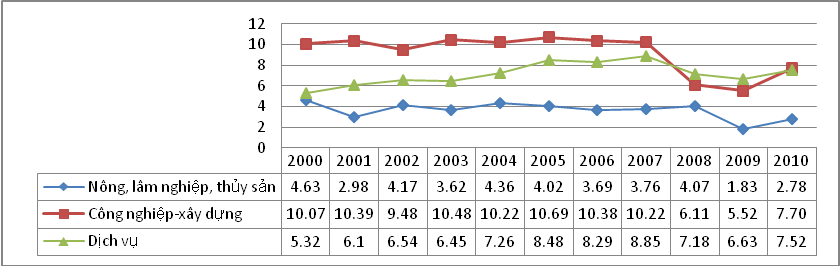 12
10
8
6
4
2
0
2000 2001 2002 2003 2004 2005 2006 2007 2008 2009 2010
Nông, lâm nghiệp, thủy sản 4.63 2.98 4.17 3.62 4.36 4.02 3.69 3.76 4.07 1.83 2.78
Công nghiệp-xây dựng 10.07 10.39 9.48 10.48 10.22 10.69 10.38 10.22 6.11 5.52 7.70
Dịch vụ 5.32 6.1 6.54 6.45 7.26 8.48 8.29 8.85 7.18 6.63 7.52